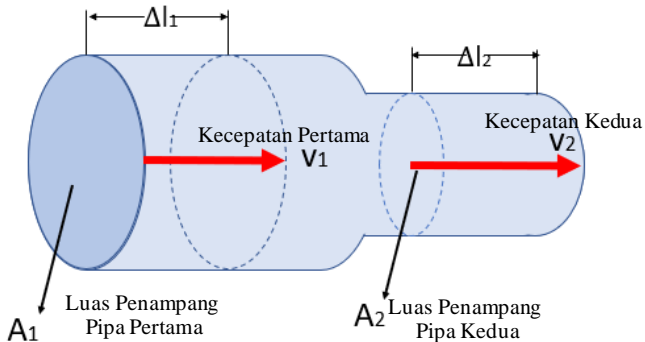 Δl₁
Δl₂
Kecepatan Pertama
v₁
Kecepatan Kedua
v₂
A₁
Luas Penampang
Pipa Pertama
A₂
Luas Penampang
Pipa Kedua